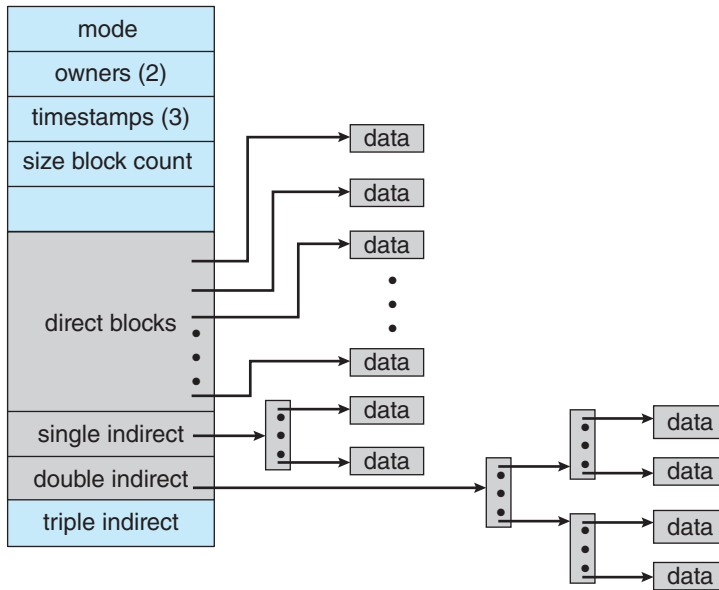 mode
owners (2)
timestamps (3)
size block count
direct blocks
single indirect
double indirect
triple indirect
data
data
data
data
data
data
data
data
data
data